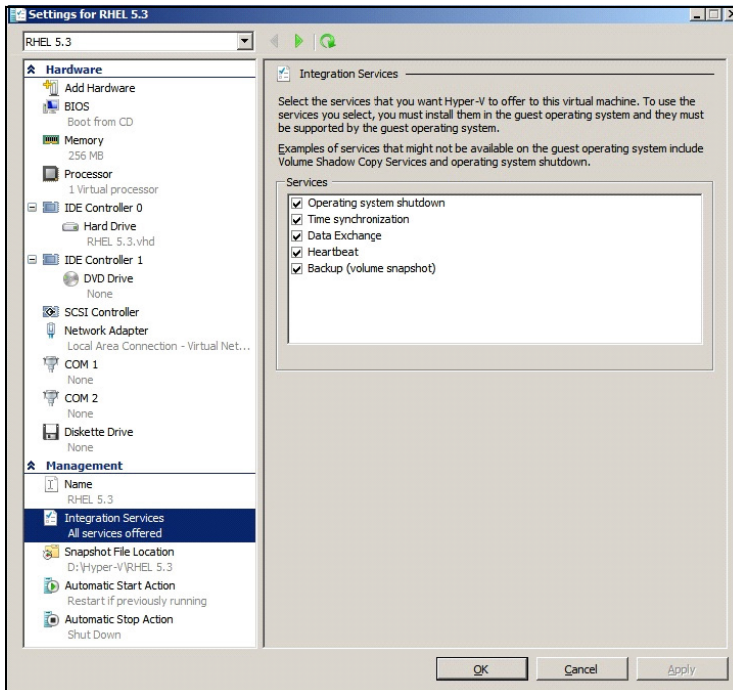 Settings for RHEL 5.3
RHEL 5.3
Hardware
Add Hardware
BIOS
Boot from CD
Memory
256 MB
Processor
1 Virtual processor
IDE Controller 0
Hard Drive
RHEL 5.3.vhd
IDE Controller 1
DVD Drive
None
SCSI Controller
Network Adapter
Local Area Connection - Virtual Net...
COM 1
None
COM 2
None
Diskette Drive
None
Management
Name
RHEL 5.3
Integration Services
All services offered
Snapshot File Location
D:\Hyper-V\RHEL 5.3
Automatic Start Action
Restart if previously running
Automatic Stop Action
Shut Down
Integration Services
Select the services that you want Hyper-V to offer to this virtual machine. To use the
services you select, you must install them in the guest operating system and they must
be supported by the guest operating system.
Examples of services that might not be available on the guest operating system include
Volume Shadow Copy Services and operating system shutdown.
Services
Operating system shutdown
Time synchronization
Data Exchange
Heartbeat
Backup (volume snapshot)
OK
Cancel
Apply